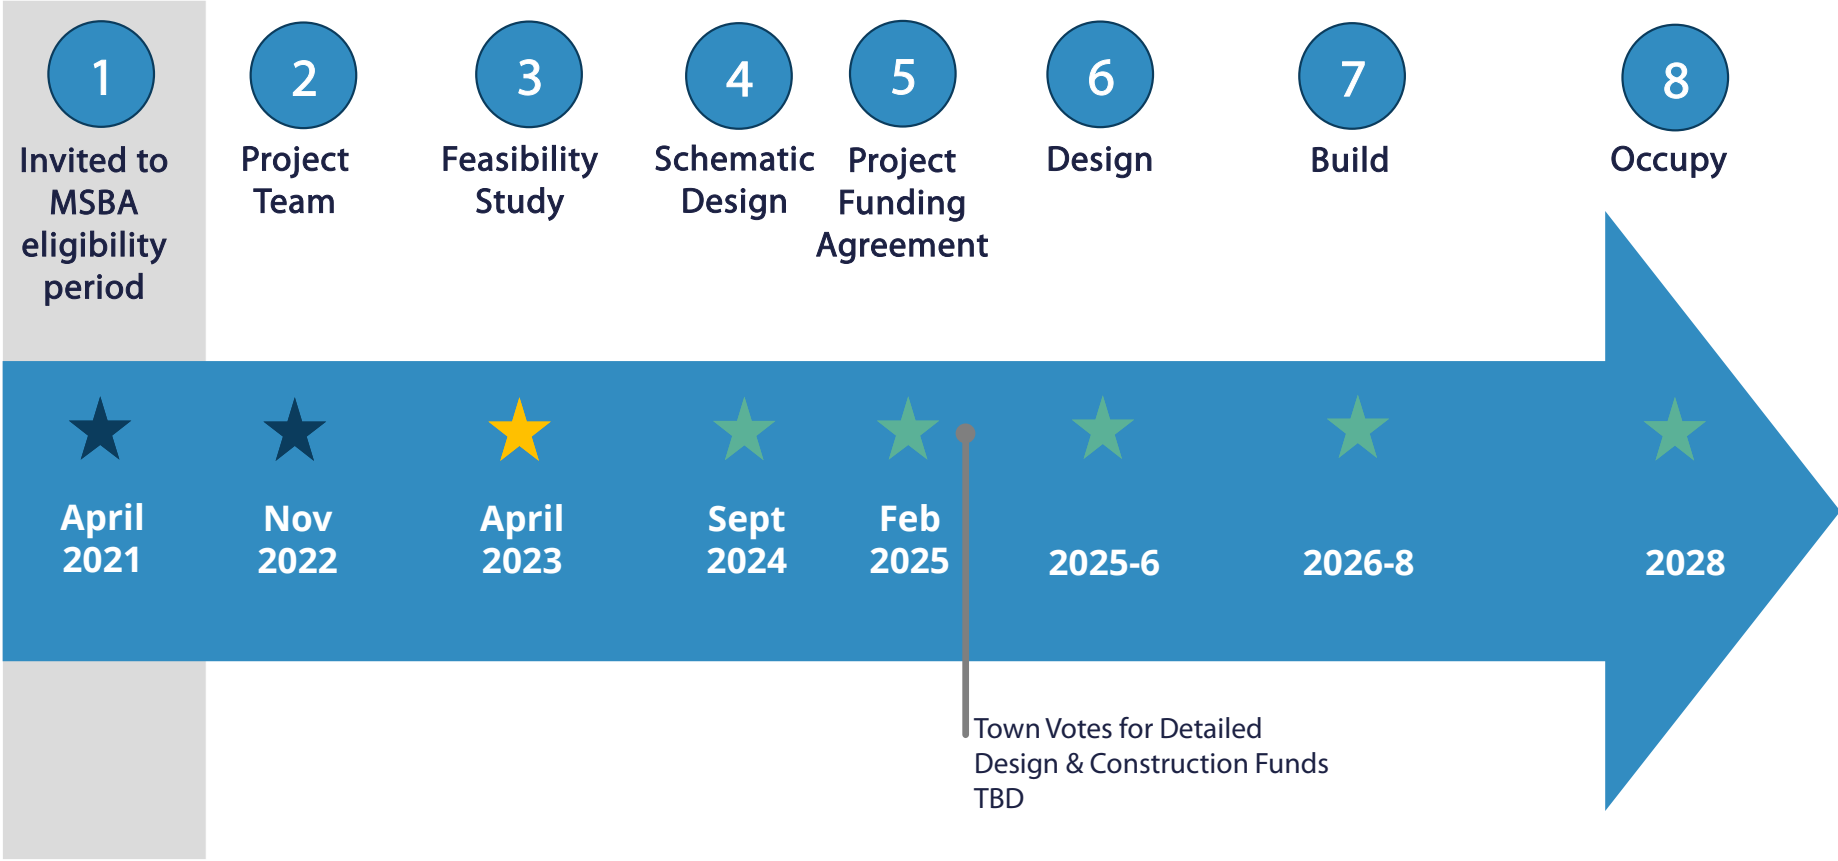 1
Invited to
MSBA
eligibility
period
2
Project
Team
3
Feasibility
Study
4
Schematic
Design
5
Project
Funding
Agreement
6
Design
7
Build
8
Occupy
April
2021
Nov
2022
April
2023
Sept
2024
Feb
2025
2025-6
2026-8
2028
Town Votes for Detailed
Design & Construction Funds
TBD